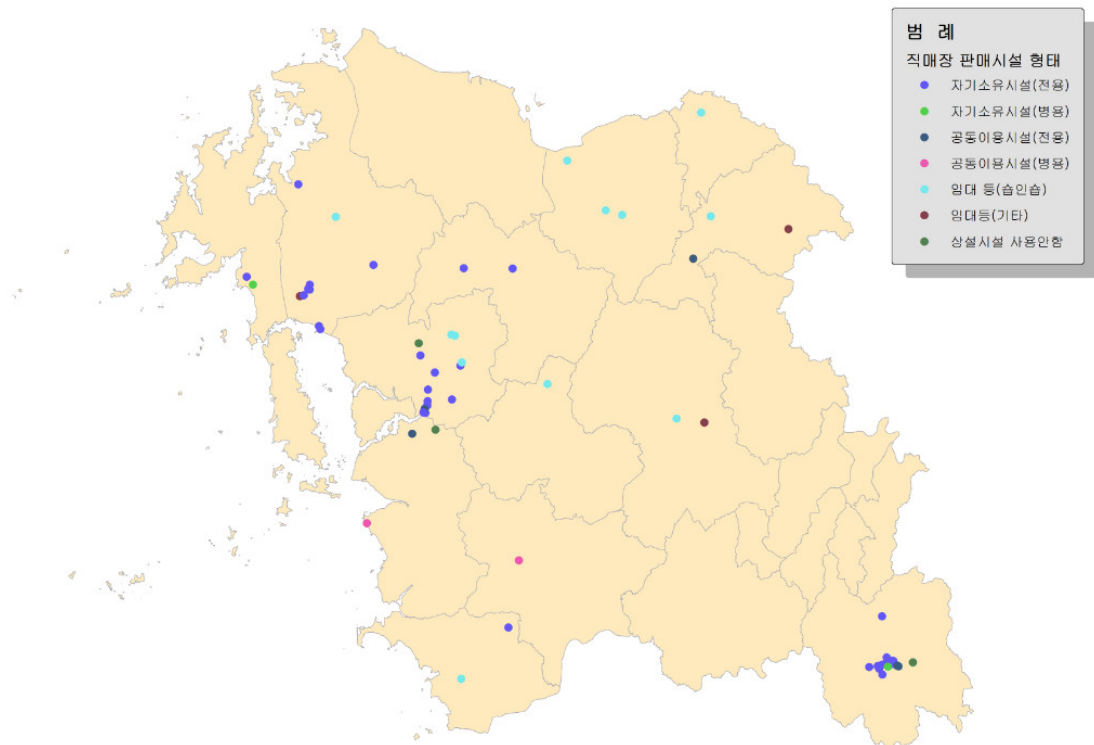 범 례
직매장 판매시설 형태
자기소유시설(전용)
자기소유시설(병용)
공동이용시설(전용)
공동이용시설(병용)
임대 등(숍인숍)
임대등(기타)
상설시설 사용안함